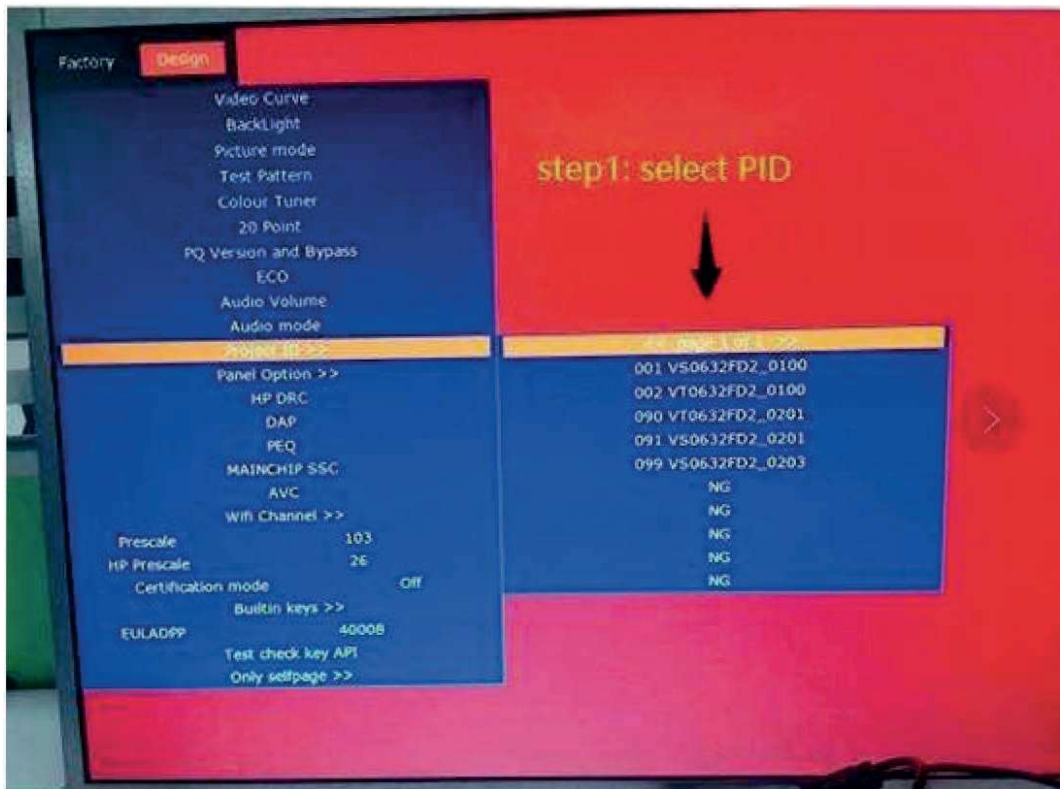 Factory Design
Video Curve
BackLight
Picture mode
Test Pattern
Colour Tuner
20 Point
PQ Version and Bypass
ECO
Audio Volume
Audio mode
Project ID >>
Panel Option >>
HP DRC
DAP
PEQ
MAINCHIP SSC
AVC
Wifi Channel >>
Prescale 103
HP Prescale 26
Certification mode Off
Builtin keys >>
EULADPP 40008
Test check key API
Only selfpage >>
step1: select PID
<< page 1 of 1 >>
001 VS0632FD2_0100
002 VT0632FD2_0100
090 VT0632FD2_0201
091 VS0632FD2_0201
099 VS0632FD2_0203
NG
NG
NG
NG
NG